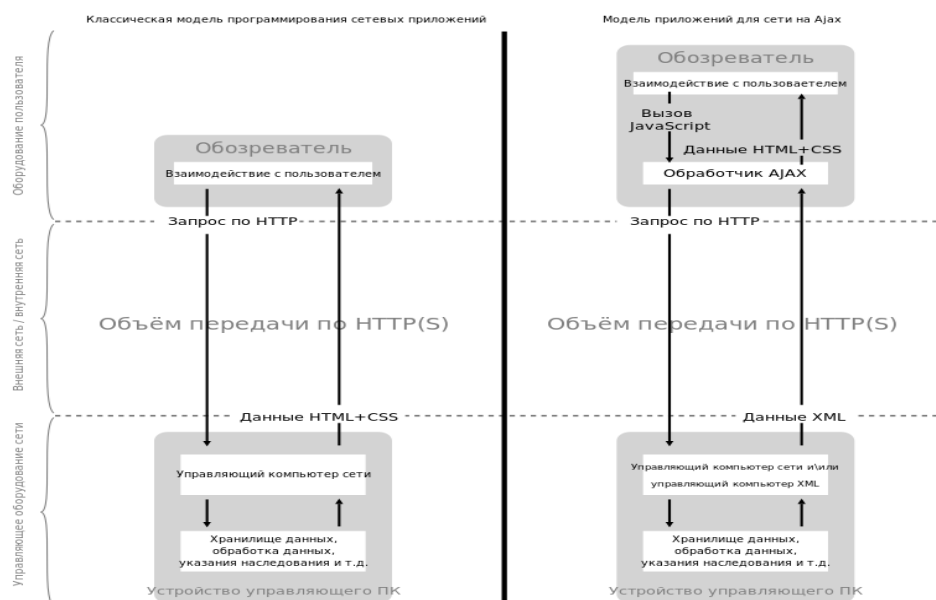 Классическая модель программирования сетевых приложений
Обозреватель
Взаимодействие с пользователем
Запрос по HTTP
Объём передачи по HTTP(S)
Данные HTML+CSS
Управляющий компьютер сети
Хранилище данных,
обработка данных,
указания наследования и т.д.
Устройство управляющего ПК
Модель приложений для сети на Ajax
Обозреватель
Взаимодействие с пользоваетелем
Вызов
JavaScript
Данные HTML+CSS
Обработчик AJAX
Запрос по HTTP
Объём передачи по HTTP(S)
Данные XML
Управляющий компьютер сети и\или
управляющий компьютер XML
Хранилище данных,
обработка данных,
указания наследования и т.д.
Устройство управляющего ПК
Оборудование пользователя
Внешняя сеть / внутренняя сеть
Управляющее оборудование сети